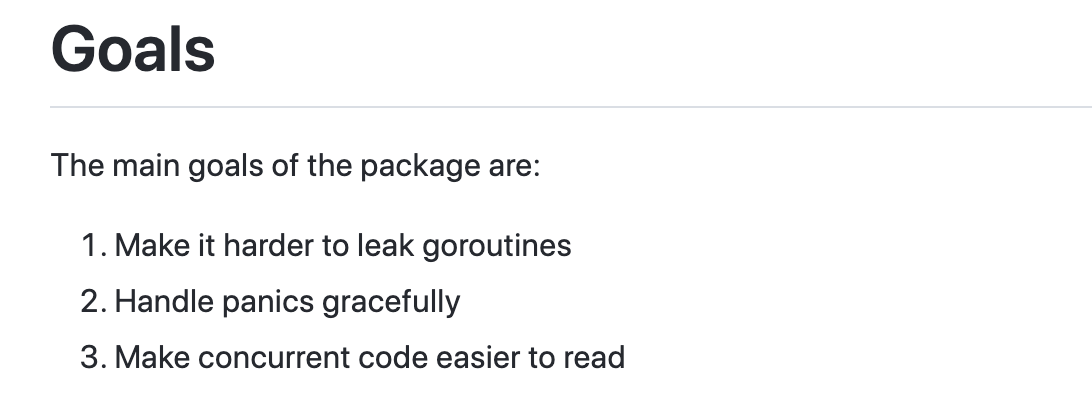 Goals
The main goals of the package are:
1. Make it harder to leak goroutines
2. Handle panics gracefully
3. Make concurrent code easier to read